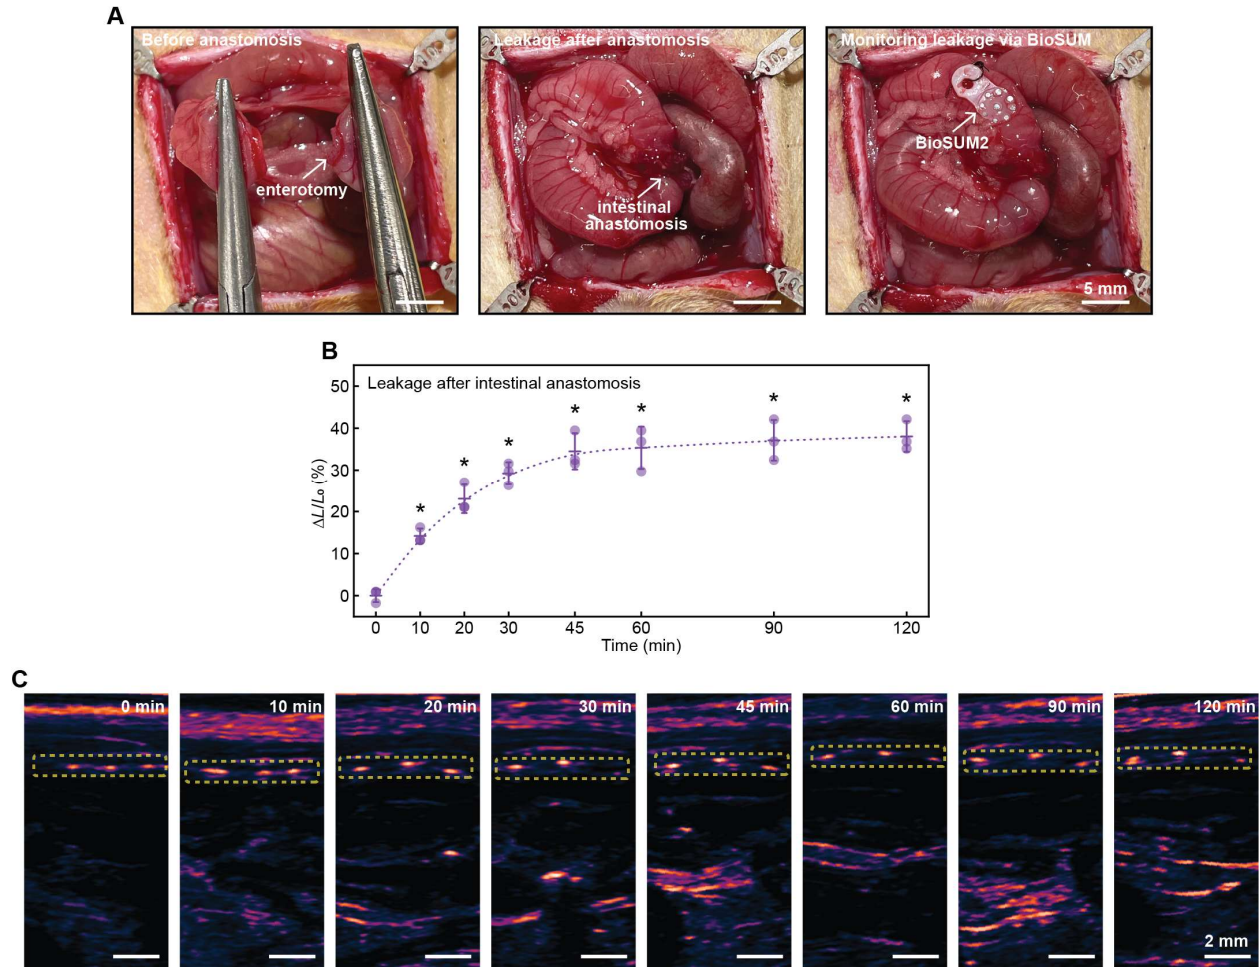 A
Before anastomosis
enterotomy
Leakage after anastomosis
intestinal
anastomosis
Monitoring leakage via BioSUM
BioSUM2
5 mm
B
Leakage after intestinal anastomosis
ΔL/L₀ (%)
50
40
30
20
10
0
* * * * * * *
0 10 20 30 45 60 90 120
Time (min)
C
0 min 10 min 20 min 30 min 45 min 60 min 90 min 120 min
2 mm